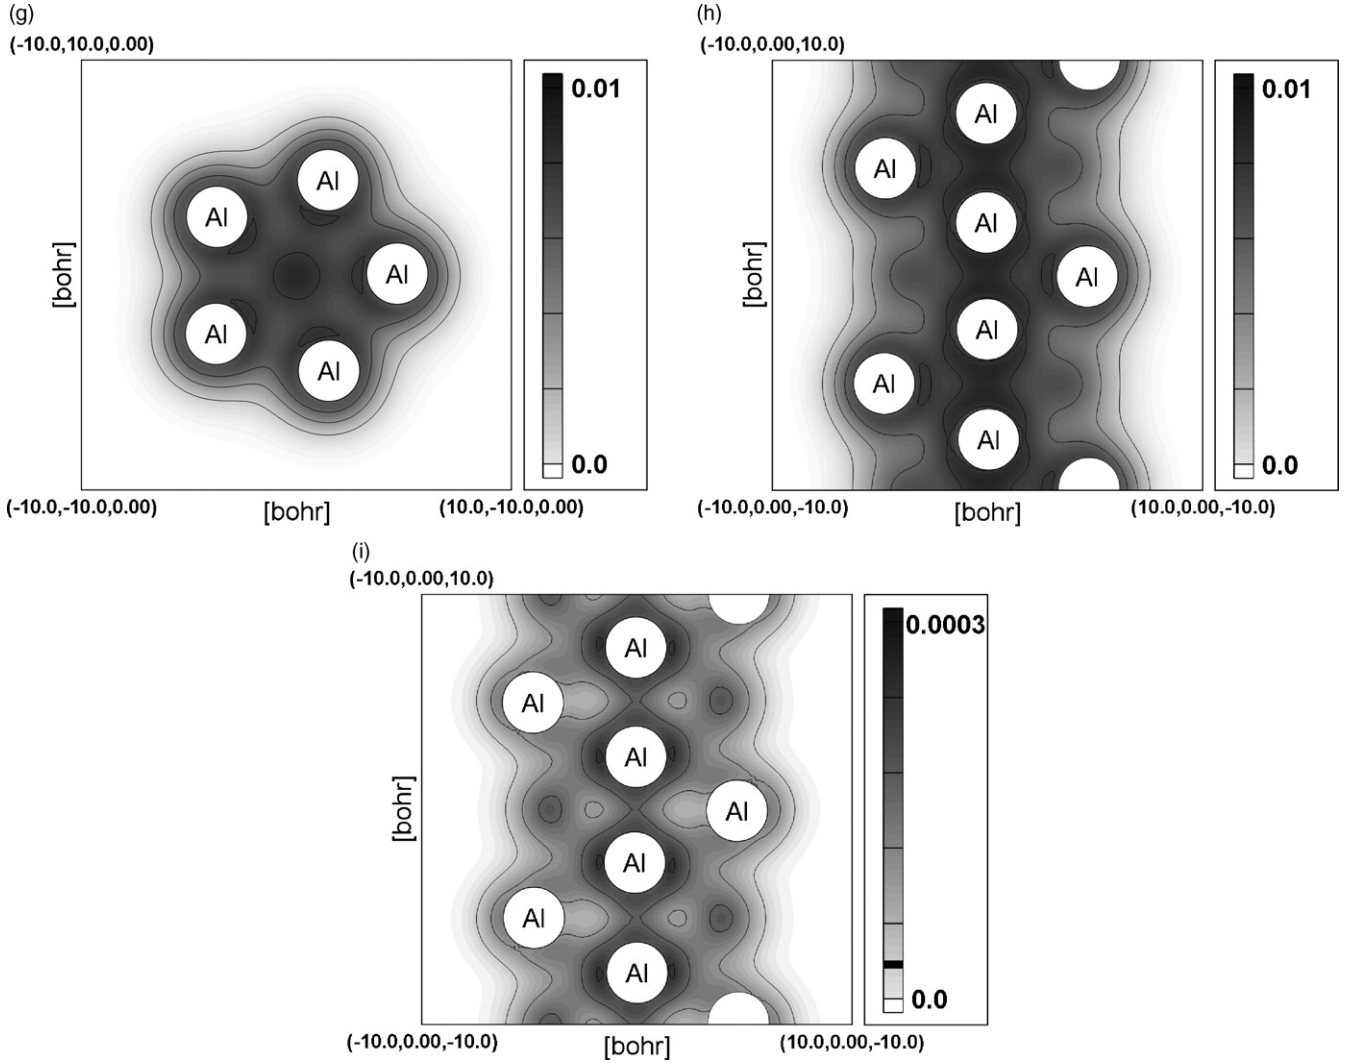 (g)
(-10.0,10.0,0.00)
0.01
Al
Al
Al
Al
Al
[bohr]
0.0
(-10.0,-10.0,0.00)
[bohr]
(10.0,-10.0,0.00)
(h)
(-10.0,0.00,10.0)
0.01
Al
Al
Al
Al
Al
Al
Al
[bohr]
0.0
(-10.0,0.00,-10.0)
[bohr]
(10.0,0.00,-10.0)
(i)
(-10.0,0.00,10.0)
0.0003
Al
Al
Al
Al
Al
Al
Al
[bohr]
0.0
(-10.0,0.00,-10.0)
[bohr]
(10.0,0.00,-10.0)